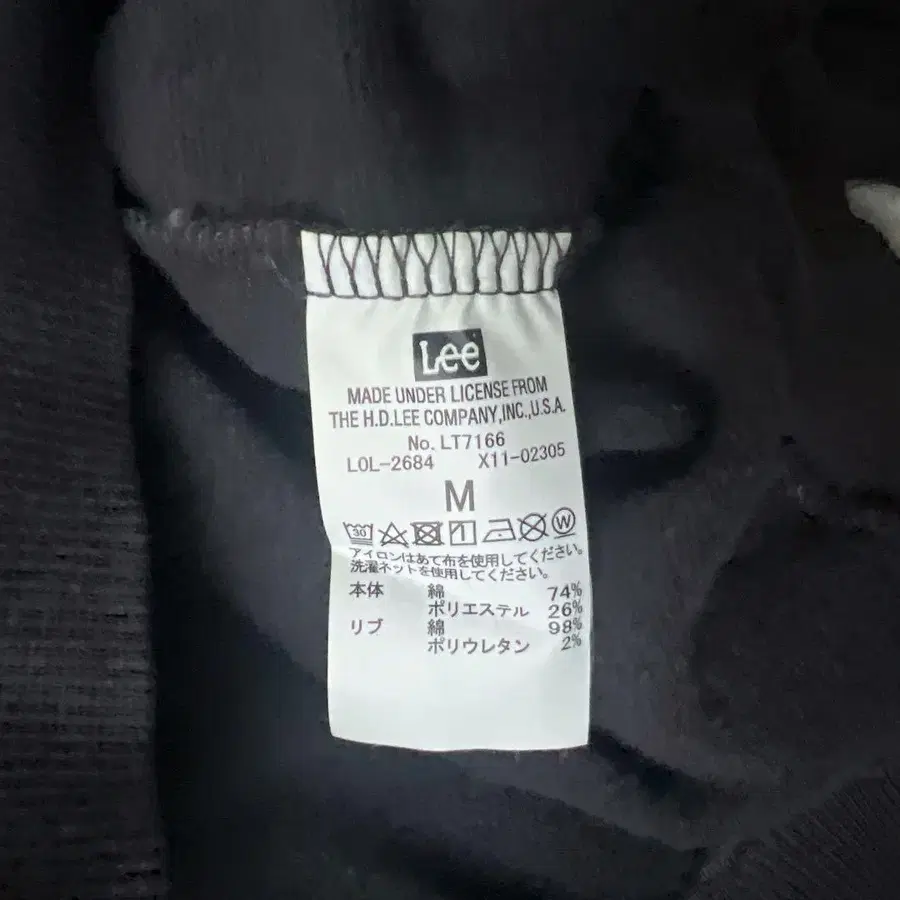 Lee
MADE UNDER LICENSE FROM
THE H.D.LEE COMPANY,INC.,U.S.A.
No. LT7166
LOL-2684 X11-02305
M
30 1 W
アイロンはあて布を使用してください。
洗濯ネットを使用してください。
本体 綿 74%
ポリエステル 26%
リブ 綿 98%
ポリウレタン 2%